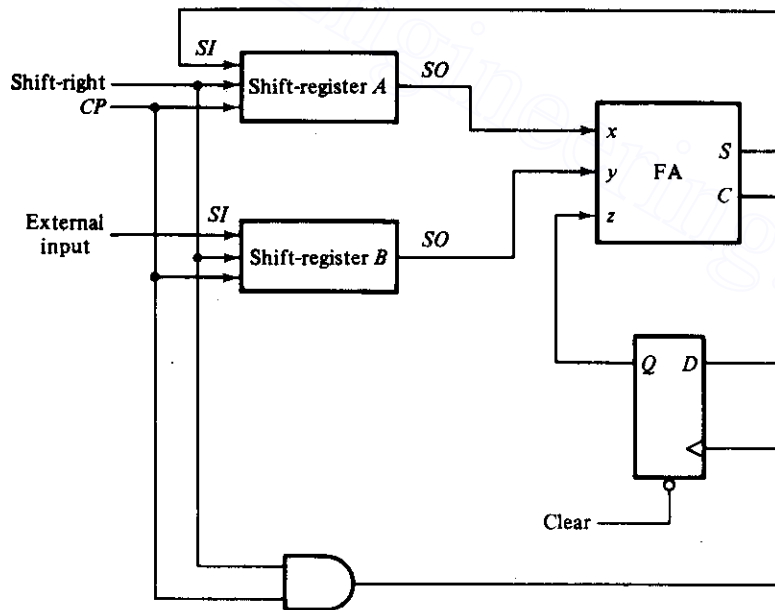 SI
Shift-right
CP
Shift-register A
SO
x
y
z
FA
S
C
External
input
SI
Shift-register B
SO
Q
D
Clear